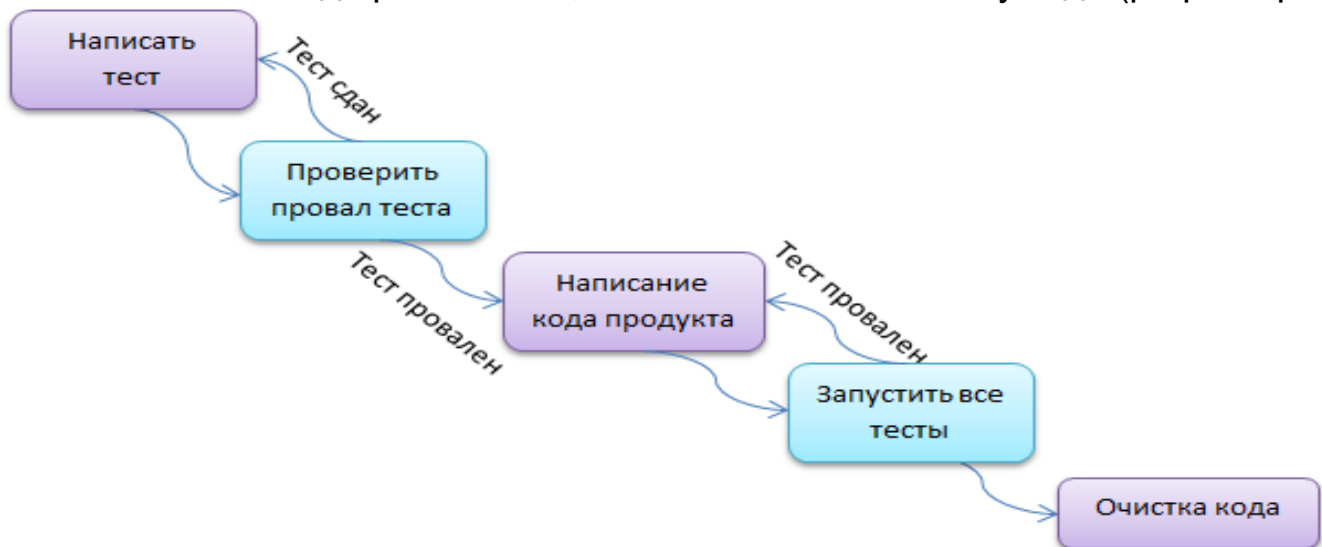 Написать
тест
Тест сдан
Проверить
провал теста
Тест провален
Написание
кода продукта
Тест провален
Запустить все
тесты
Очистка кода